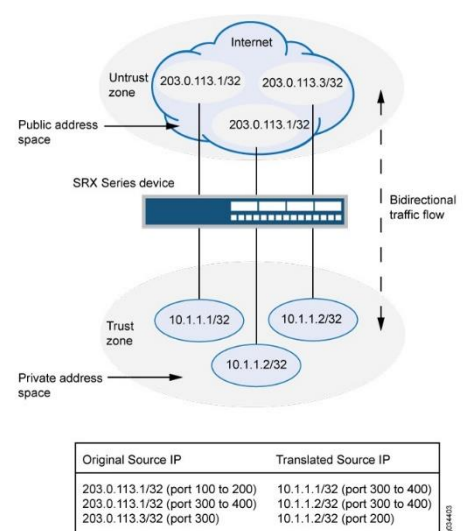 Internet
Untrust
zone
203.0.113.1/32 203.0.113.3/32
203.0.113.1/32
Public address
space
SRX Series device
Bidirectional
traffic flow
10.1.1.1/32 10.1.1.2/32
Trust
zone
10.1.1.2/32
Private address
space
Original Source IP Translated Source IP
203.0.113.1/32 (port 100 to 200) 10.1.1.1/32 (port 300 to 400)
203.0.113.1/32 (port 300 to 400) 10.1.1.2/32 (port 300 to 400)
203.0.113.3/32 (port 300) 10.1.1.2/32 (port 200)